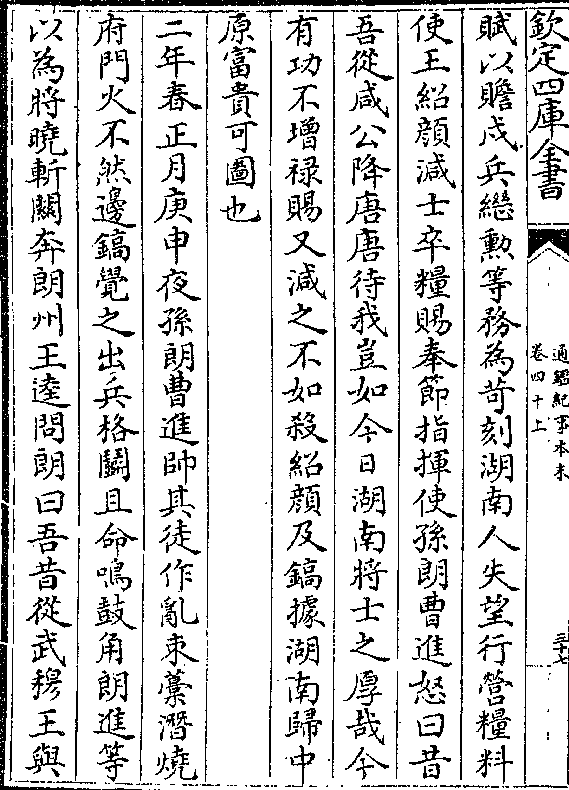 欽定四庫全書
通鑑紀事本末
卷四十上
三十七
賦以贍戍兵繼勲等務為苛刻湖南人失望行營糧料
使王紹顔減士卒糧賜奉節指揮使孫朗曹進怒曰昔
吾從咸公降唐唐待我豈如今日湖南將士之厚哉今
有功不增禄賜又減之不如殺紹顔及鎬據湖南歸中
原富貴可圖也
二年春正月庚申夜孫朗曹進帥其徒作亂束藁潛燒
府門火不然邊鎬覺之出兵格鬭且命鳴鼓角朗進等
以為將曉斬關奔朗州王逵問朗曰吾昔從武穆王與